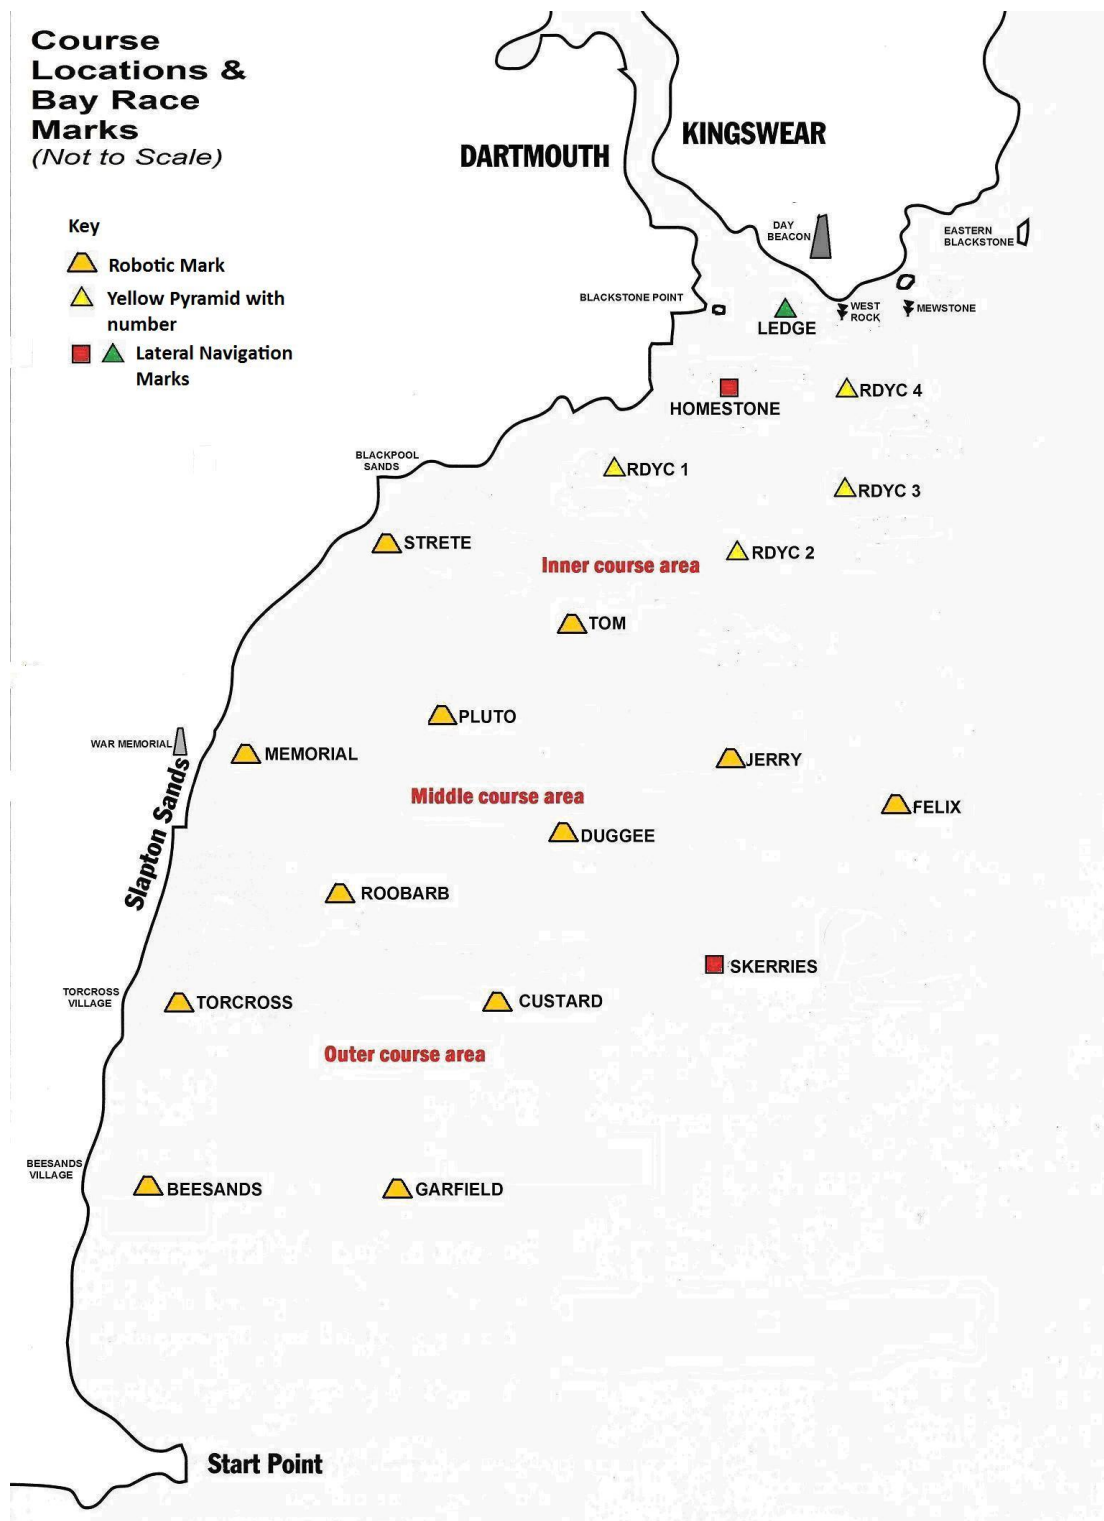 Course
Locations &
Bay Race
Marks
(Not to Scale)
Key
Robotic Mark
Yellow Pyramid with
number
Lateral Navigation
Marks
DARTMOUTH
KINGSWEAR
DAY
BEACON
EASTERN
BLACKSTONE
BLACKSTONE POINT
LEDGE
WEST
ROCK
MEWSTONE
HOMESTONE
RDYC 4
BLACKPOOL
SANDS
RDYC 1
RDYC 3
STRETE
RDYC 2
Inner course area
TOM
PLUTO
WAR MEMORIAL
MEMORIAL
JERRY
Slapton Sands
Middle course area
FELIX
DUGGEE
ROOBARB
SKERRIES
TORCROSS
VILLAGE
TORCROSS
CUSTARD
Outer course area
BEESANDS
VILLAGE
BEESANDS
GARFIELD
Start Point